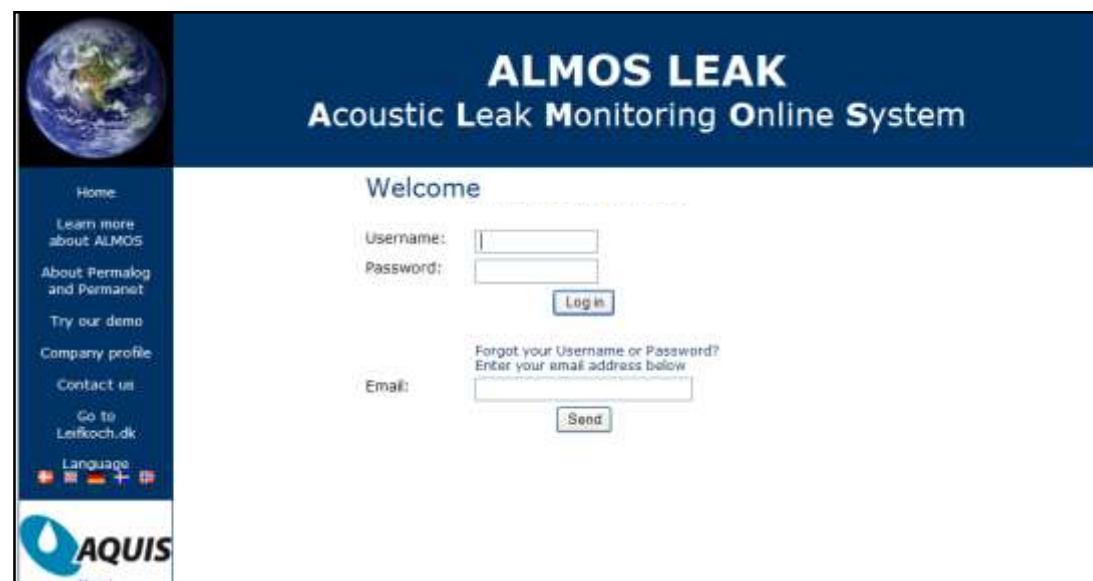 ALMOS LEAK
Acoustic Leak Monitoring Online System
Home
Learn more
about ALMOS
About Permalog
and Permanet
Try our demo
Company profile
Contact us
Go to
Leifkoch.dk
Language
Welcome
Username:
Password:
Log in
Forgot your Username or Password?
Enter your email address below
Email:
Send
AQUIS